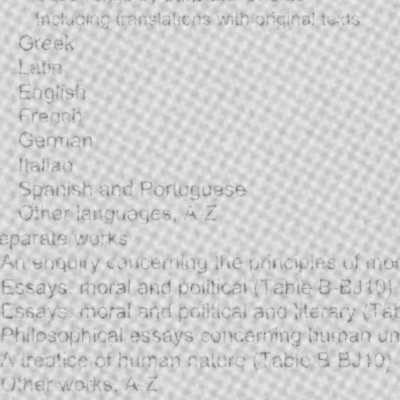 Including translations with original texts
Greek
Latin
English
French
German
Italian
Spanish and Portuguese
Other languages, A-Z
eparate works
An enquiry concerning the principles of mor
Essays, moral and political (Table B-BJ10)
Essays, moral and political and literary (Tab
Philosophical essays concerning human un
A treatise of human nature (Table B-BJ10)
Other works, A-Z